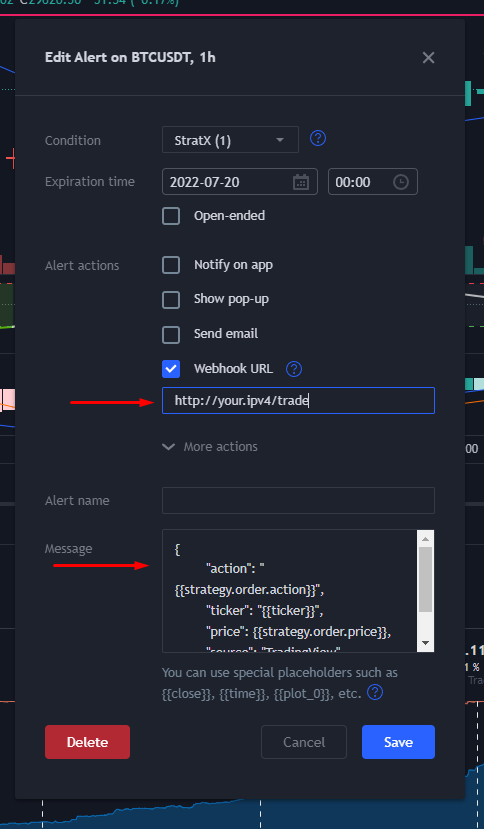 Edit Alert on BTCUSDT, 1h
Condition
StratX (1)
Expiration time
2022-07-20
00:00
Open-ended
Alert actions
Notify on app
Show pop-up
Send email
Webhook URL
http://your.ipv4/trade
More actions
Alert name
Message
{
"action": "
{{strategy.order.action}}",
"ticker": "{{ticker}}",
"price": {{strategy.order.price}},
"source": "TradingView"
You can use special placeholders such as
{{close}}, {{time}}, {{plot_0}}, etc.
Delete
Cancel
Save